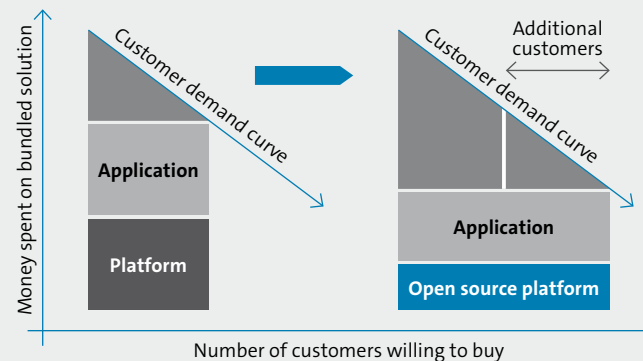 Money spent on bundled solution
Customer demand curve
Application
Platform
Additional
customers
Customer demand curve
Application
Open source platform
Number of customers willing to buy